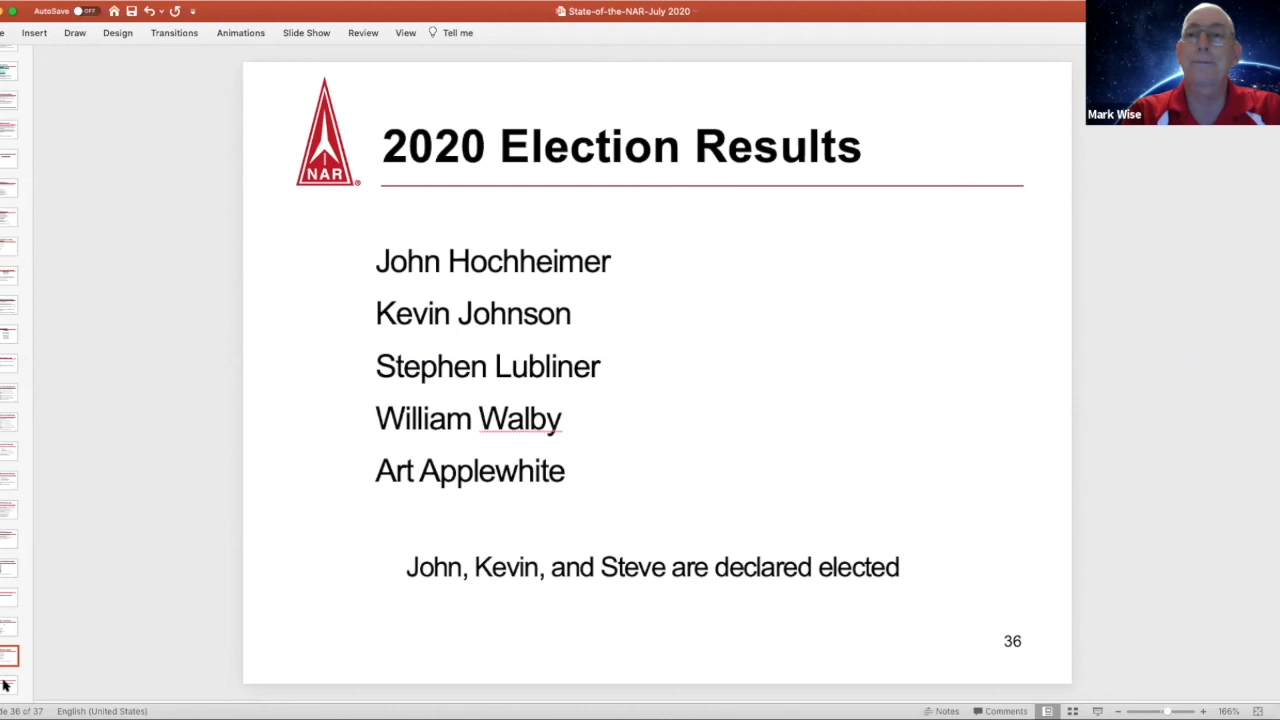 AutoSave OFF
State-of-the-NAR-July 2020
Insert Draw Design Transitions Animations Slide Show Review View Tell me
Mark Wise
NAR®
2020 Election Results
John Hochheimer
Kevin Johnson
Stephen Lubliner
William Walby
Art Applewhite
John, Kevin, and Steve are declared elected
36
de 36 of 37 English (United States) Notes Comments 166%